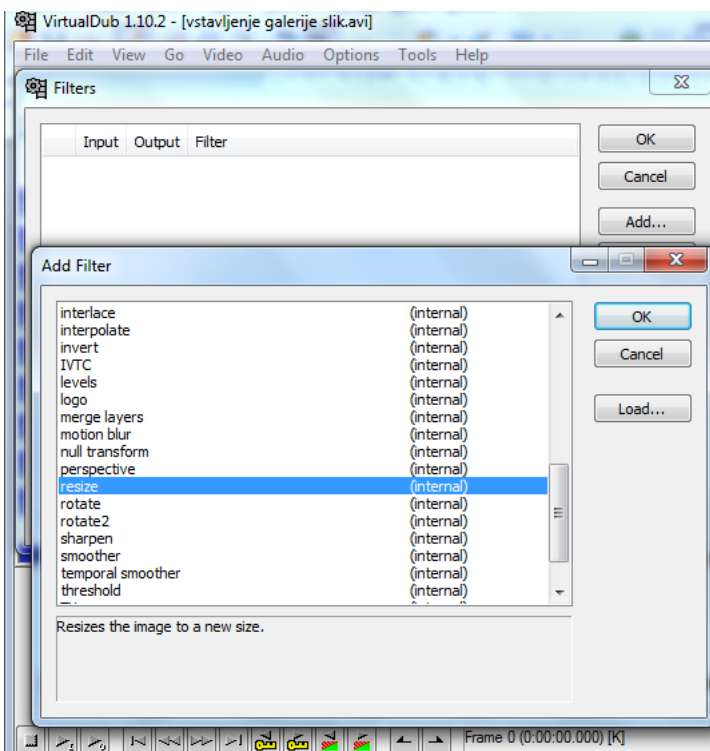 VirtualDub 1.10.2 - [vstavljenje galerije slik.avi]
File Edit View Go Video Audio Options Tools Help
Filters
Input Output Filter
OK
Cancel
Add...
Add Filter
interlace (internal)
interpolate (internal)
invert (internal)
IVTC (internal)
levels (internal)
logo (internal)
merge layers (internal)
motion blur (internal)
null transform (internal)
perspective (internal)
resize (internal)
rotate (internal)
rotate2 (internal)
sharpen (internal)
smoother (internal)
temporal smoother (internal)
threshold (internal)
OK
Cancel
Load...
Resizes the image to a new size.
Frame 0 (0:00:00.000) [K]